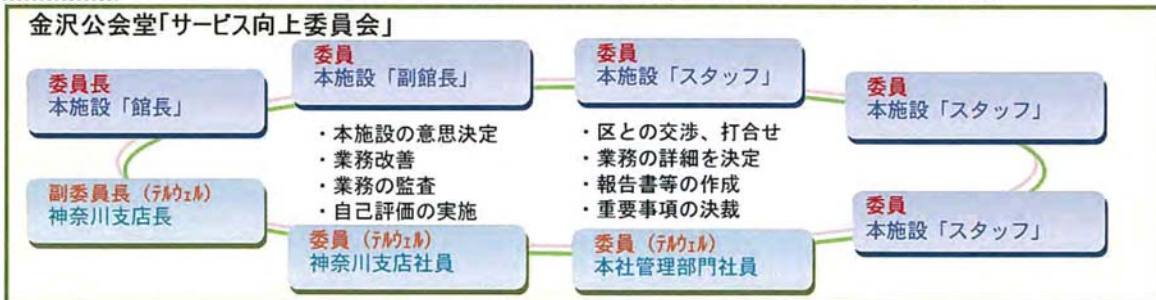 金沢公会堂「サービス向上委員会」
委員長
本施設「館長」
委員
本施設「副館長」
委員
本施設「スタッフ」
委員
本施設「スタッフ」
・本施設の意思決定
・業務改善
・業務の監査
・自己評価の実施
・区との交渉、打合せ
・業務の詳細を決定
・報告書等の作成
・重要事項の決裁
副委員長（ﾃﾙｳｪﾙ）
神奈川支店長
委員（ﾃﾙｳｪﾙ）
神奈川支店社員
委員（ﾃﾙｳｪﾙ）
本社管理部門社員
委員
本施設「スタッフ」